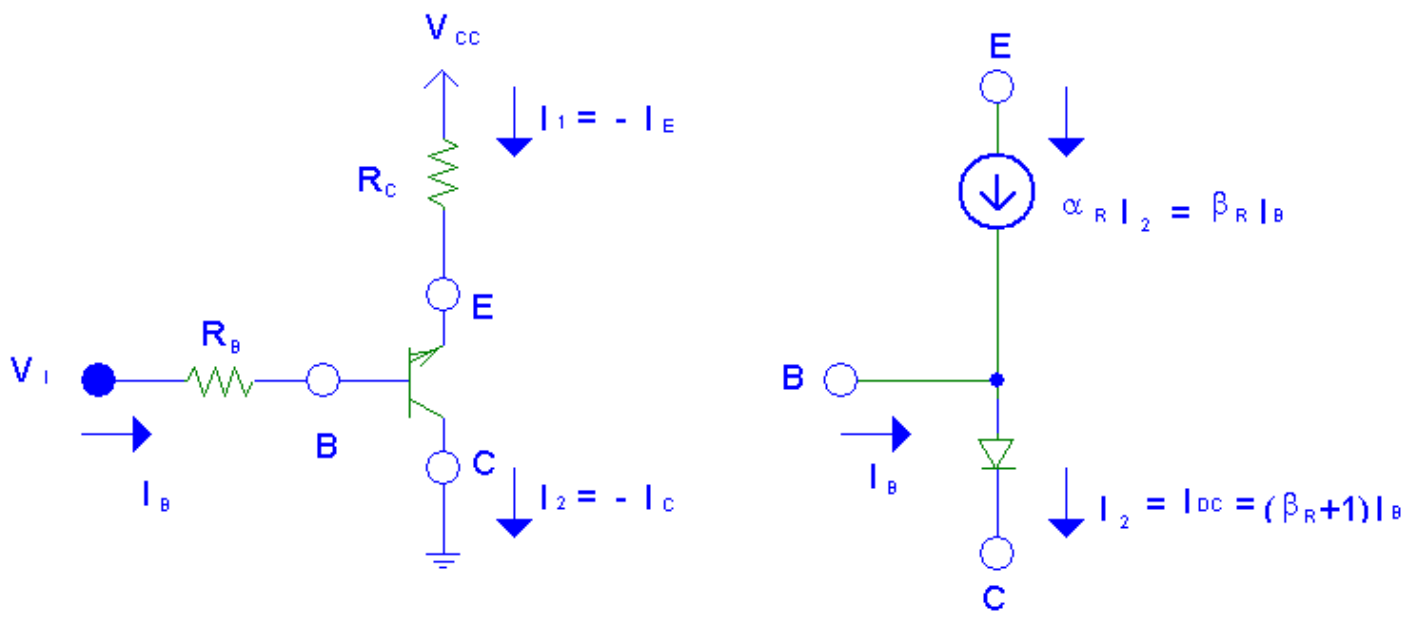 V CC
I 1 = - I E
R C
E
R B
V I
B
I B
C
I 2 = - I C
E
α R I 2 = β R I B
B
I B
I 2 = I DC = (β R +1) I B
C